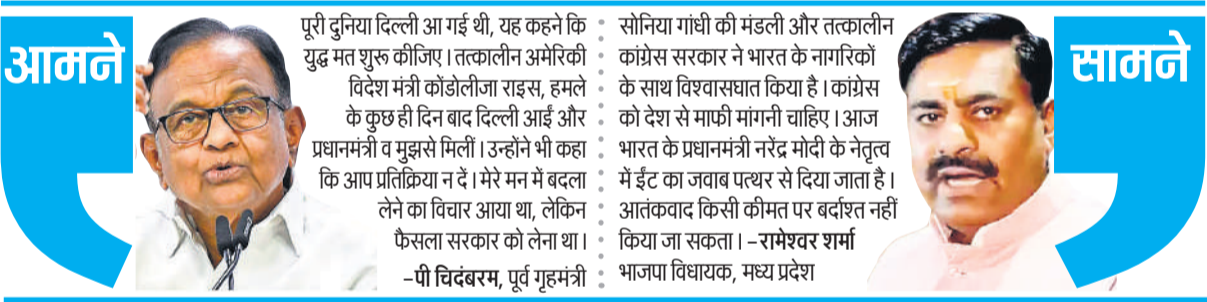 आमने
पूरी दुनिया दिल्ली आ गई थी, यह कहने कि
युद्ध मत शुरू कीजिए। तत्कालीन अमेरिकी
विदेश मंत्री कोंडोलीजा राइस, हमले
के कुछ ही दिन बाद दिल्ली आईं और
प्रधानमंत्री व मुझसे मिलीं। उन्होंने भी कहा
कि आप प्रतिक्रिया न दें। मेरे मन में बदला
लेने का विचार आया था, लेकिन
फैसला सरकार को लेना था।
–पी चिदंबरम, पूर्व गृहमंत्री
सोनिया गांधी की मंडली और तत्कालीन
कांग्रेस सरकार ने भारत के नागरिकों
के साथ विश्वासघात किया है। कांग्रेस
को देश से माफी मांगनी चाहिए। आज
भारत के प्रधानमंत्री नरेंद्र मोदी के नेतृत्व
में ईंट का जवाब पत्थर से दिया जाता है।
आतंकवाद किसी कीमत पर बर्दाश्त नहीं
किया जा सकता। –रामेश्वर शर्मा
भाजपा विधायक, मध्य प्रदेश
सामने